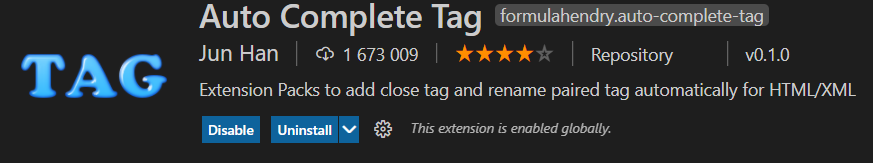 Auto Complete Tag formulahendry.auto-complete-tag
Jun Han 1 673 009 Repository v0.1.0
TAG
Extension Packs to add close tag and rename paired tag automatically for HTML/XML
Disable Uninstall This extension is enabled globally.